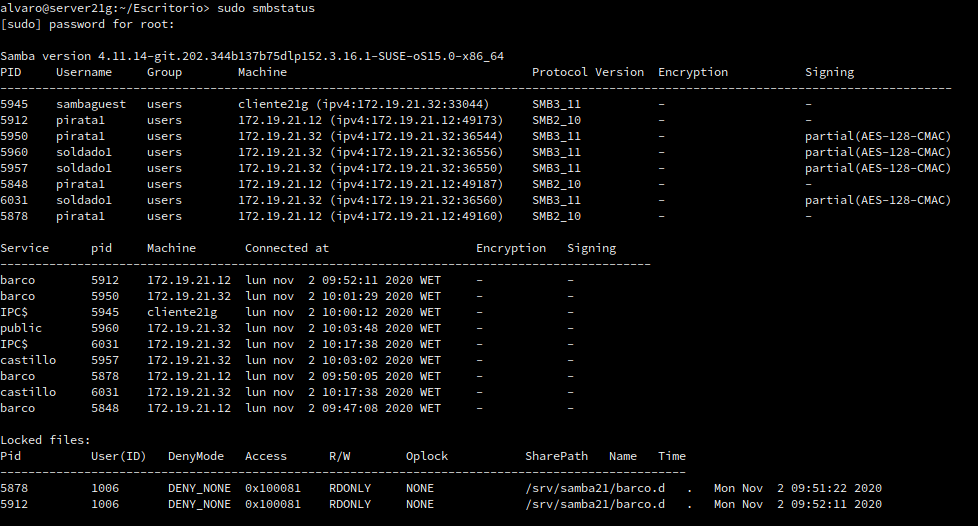 alvaro@server21g:~/Escritorio> sudo smbstatus
[sudo] password for root:
Samba version 4.11.14-git.202.344b137b75dlp152.3.16.1-SUSE-oS15.0-x86_64
PID     Username     Group        Machine                                   Protocol Version  Encryption           Signing
----------------------------------------------------------------------------------------------------------------------------------------
5945    sambaguest   users        cliente21g (ipv4:172.19.21.32:33044)      SMB3_11           -                    -
5912    pirata1      users        172.19.21.12 (ipv4:172.19.21.12:49173)    SMB2_10           -                    -
5950    pirata1      users        172.19.21.32 (ipv4:172.19.21.32:36544)    SMB3_11           -                    partial(AES-128-CMAC)
5960    soldado1     users        172.19.21.32 (ipv4:172.19.21.32:36556)    SMB3_11           -                    partial(AES-128-CMAC)
5957    soldado1     users        172.19.21.32 (ipv4:172.19.21.32:36550)    SMB3_11           -                    partial(AES-128-CMAC)
5848    pirata1      users        172.19.21.12 (ipv4:172.19.21.12:49187)    SMB2_10           -                    -
6031    soldado1     users        172.19.21.32 (ipv4:172.19.21.32:36560)    SMB3_11           -                    partial(AES-128-CMAC)
5878    pirata1      users        172.19.21.12 (ipv4:172.19.21.12:49160)    SMB2_10           -                    -
Service      pid     Machine       Connected at                     Encryption   Signing
---------------------------------------------------------------------------------------------
barco        5912    172.19.21.12  lun nov  2 09:52:11 2020 WET     -            -
barco        5950    172.19.21.32  lun nov  2 10:01:29 2020 WET     -            -
IPC$         5945    cliente21g    lun nov  2 10:00:12 2020 WET     -            -
public       5960    172.19.21.32  lun nov  2 10:03:48 2020 WET     -            -
IPC$         6031    172.19.21.32  lun nov  2 10:17:38 2020 WET     -            -
castillo     5957    172.19.21.32  lun nov  2 10:03:02 2020 WET     -            -
barco        5878    172.19.21.12  lun nov  2 09:50:05 2020 WET     -            -
castillo     6031    172.19.21.32  lun nov  2 10:17:38 2020 WET     -            -
barco        5848    172.19.21.12  lun nov  2 09:47:08 2020 WET     -            -
Locked files:
Pid          User(ID)   DenyMode   Access      R/W        Oplock           SharePath   Name   Time
--------------------------------------------------------------------------------------------------
5878         1006       DENY_NONE  0x100081    RDONLY     NONE             /srv/samba21/barco.d   .   Mon Nov  2 09:51:22 2020
5912         1006       DENY_NONE  0x100081    RDONLY     NONE             /srv/samba21/barco.d   .   Mon Nov  2 09:52:11 2020